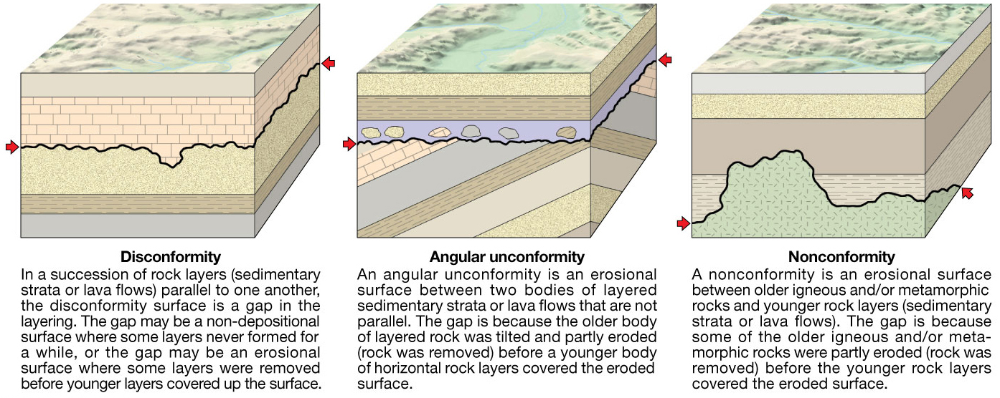 Disconformity
In a succession of rock layers (sedimentary
strata or lava flows) parallel to one another,
the disconformity surface is a gap in the
layering. The gap may be a non-depositional
surface where some layers never formed for
a while, or the gap may be an erosional
surface where some layers were removed
before younger layers covered up the surface.
Angular unconformity
An angular unconformity is an erosional
surface between two bodies of layered
sedimentary strata or lava flows that are not
parallel. The gap is because the older body
of layered rock was tilted and partly eroded
(rock was removed) before a younger body
of horizontal rock layers covered the eroded
surface.
Nonconformity
A nonconformity is an erosional surface
between older igneous and/or metamorphic
rocks and younger rock layers (sedimentary
strata or lava flows). The gap is because
some of the older igneous and/or meta-
morphic rocks were partly eroded (rock was
removed) before the younger rock layers
covered the eroded surface.